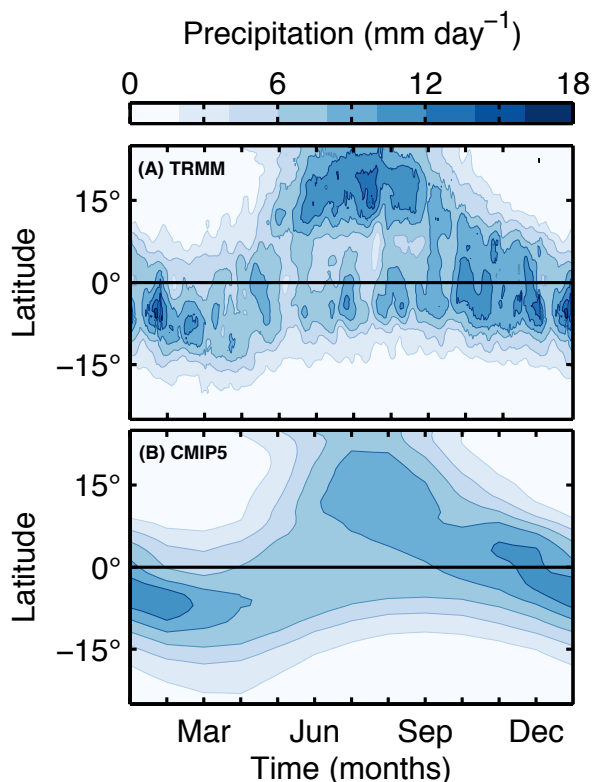 Precipitation (mm day⁻¹)
0 6 12 18
(A) TRMM
15°
0°
−15°
Latitude
(B) CMIP5
15°
0°
−15°
Latitude
Mar Jun Sep Dec
Time (months)